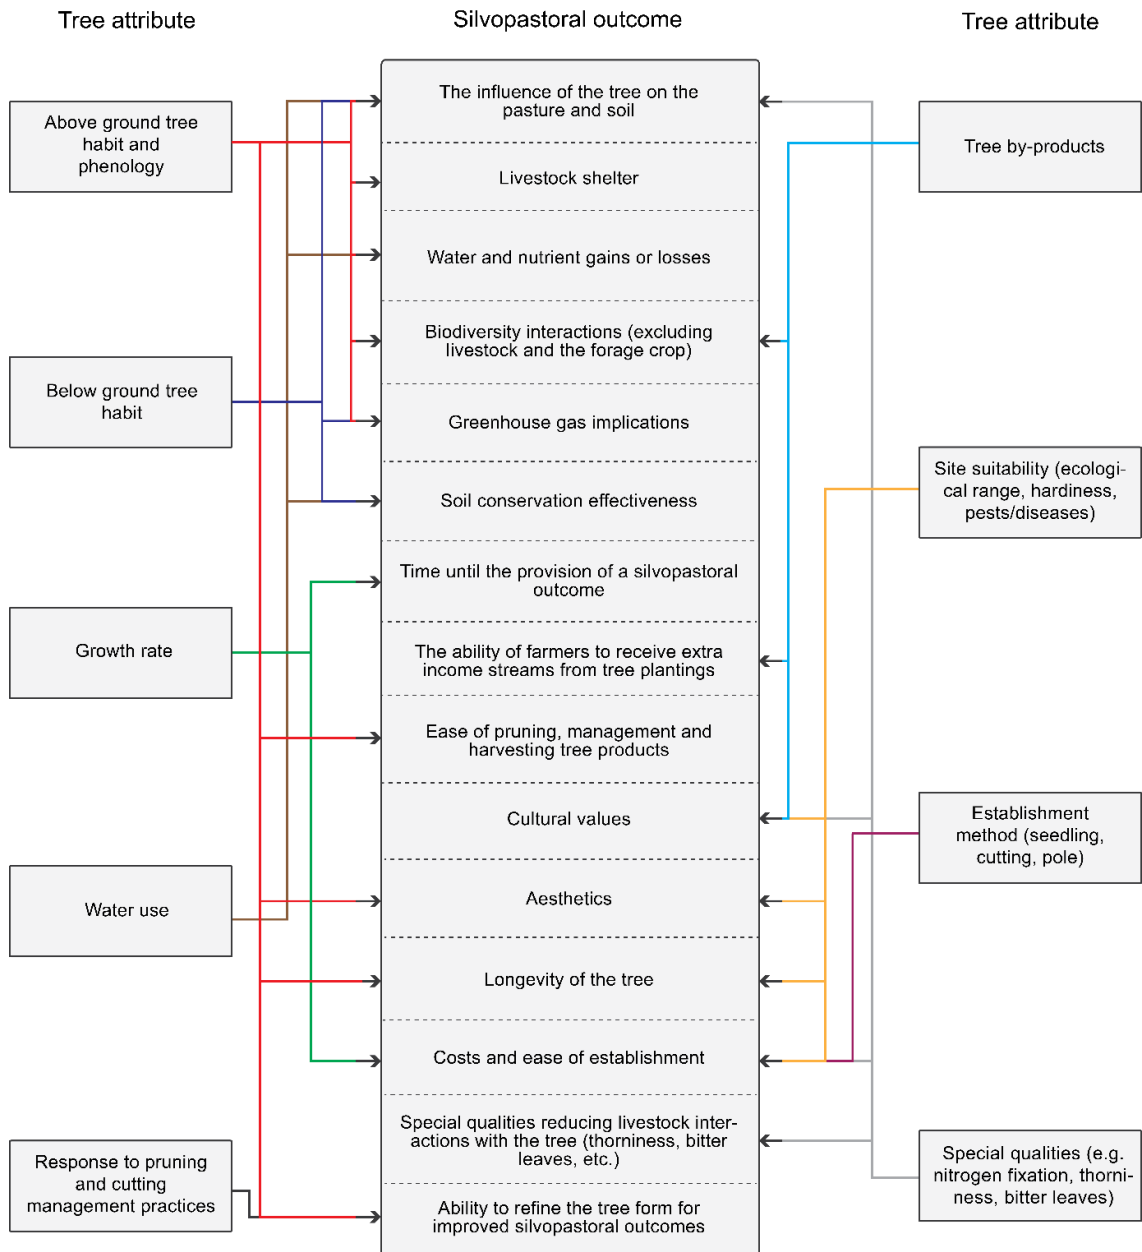 Tree attribute
Silvopastoral outcome
Tree attribute
Above ground tree
habit and
phenology
Below ground tree
habit
Growth rate
Water use
Response to pruning
and cutting
management practices
The influence of the tree on the
pasture and soil
Livestock shelter
Water and nutrient gains or losses
Biodiversity interactions (excluding
livestock and the forage crop)
Greenhouse gas implications
Soil conservation effectiveness
Time until the provision of a silvopastoral
outcome
The ability of farmers to receive extra
income streams from tree plantings
Ease of pruning, management and
harvesting tree products
Cultural values
Aesthetics
Longevity of the tree
Costs and ease of establishment
Special qualities reducing livestock inter-
actions with the tree (thorniness, bitter
leaves, etc.)
Ability to refine the tree form for
improved silvopastoral outcomes
Tree by-products
Site suitability (ecologi-
cal range, hardiness,
pests/diseases)
Establishment
method (seedling,
cutting, pole)
Special qualities (e.g.
nitrogen fixation, thorni-
ness, bitter leaves)